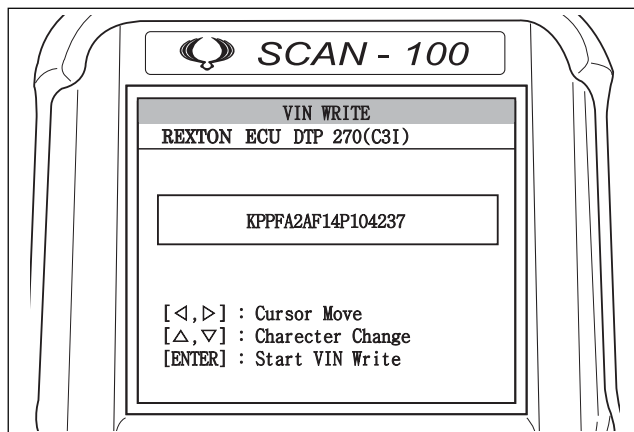 SCAN - 100
VIN WRITE
REXTON ECU DTP 270(C3I)
KPPFA2AF14P104237
[◁,▷] : Cursor Move
[△,▽] : Charecter Change
[ENTER] : Start VIN Write